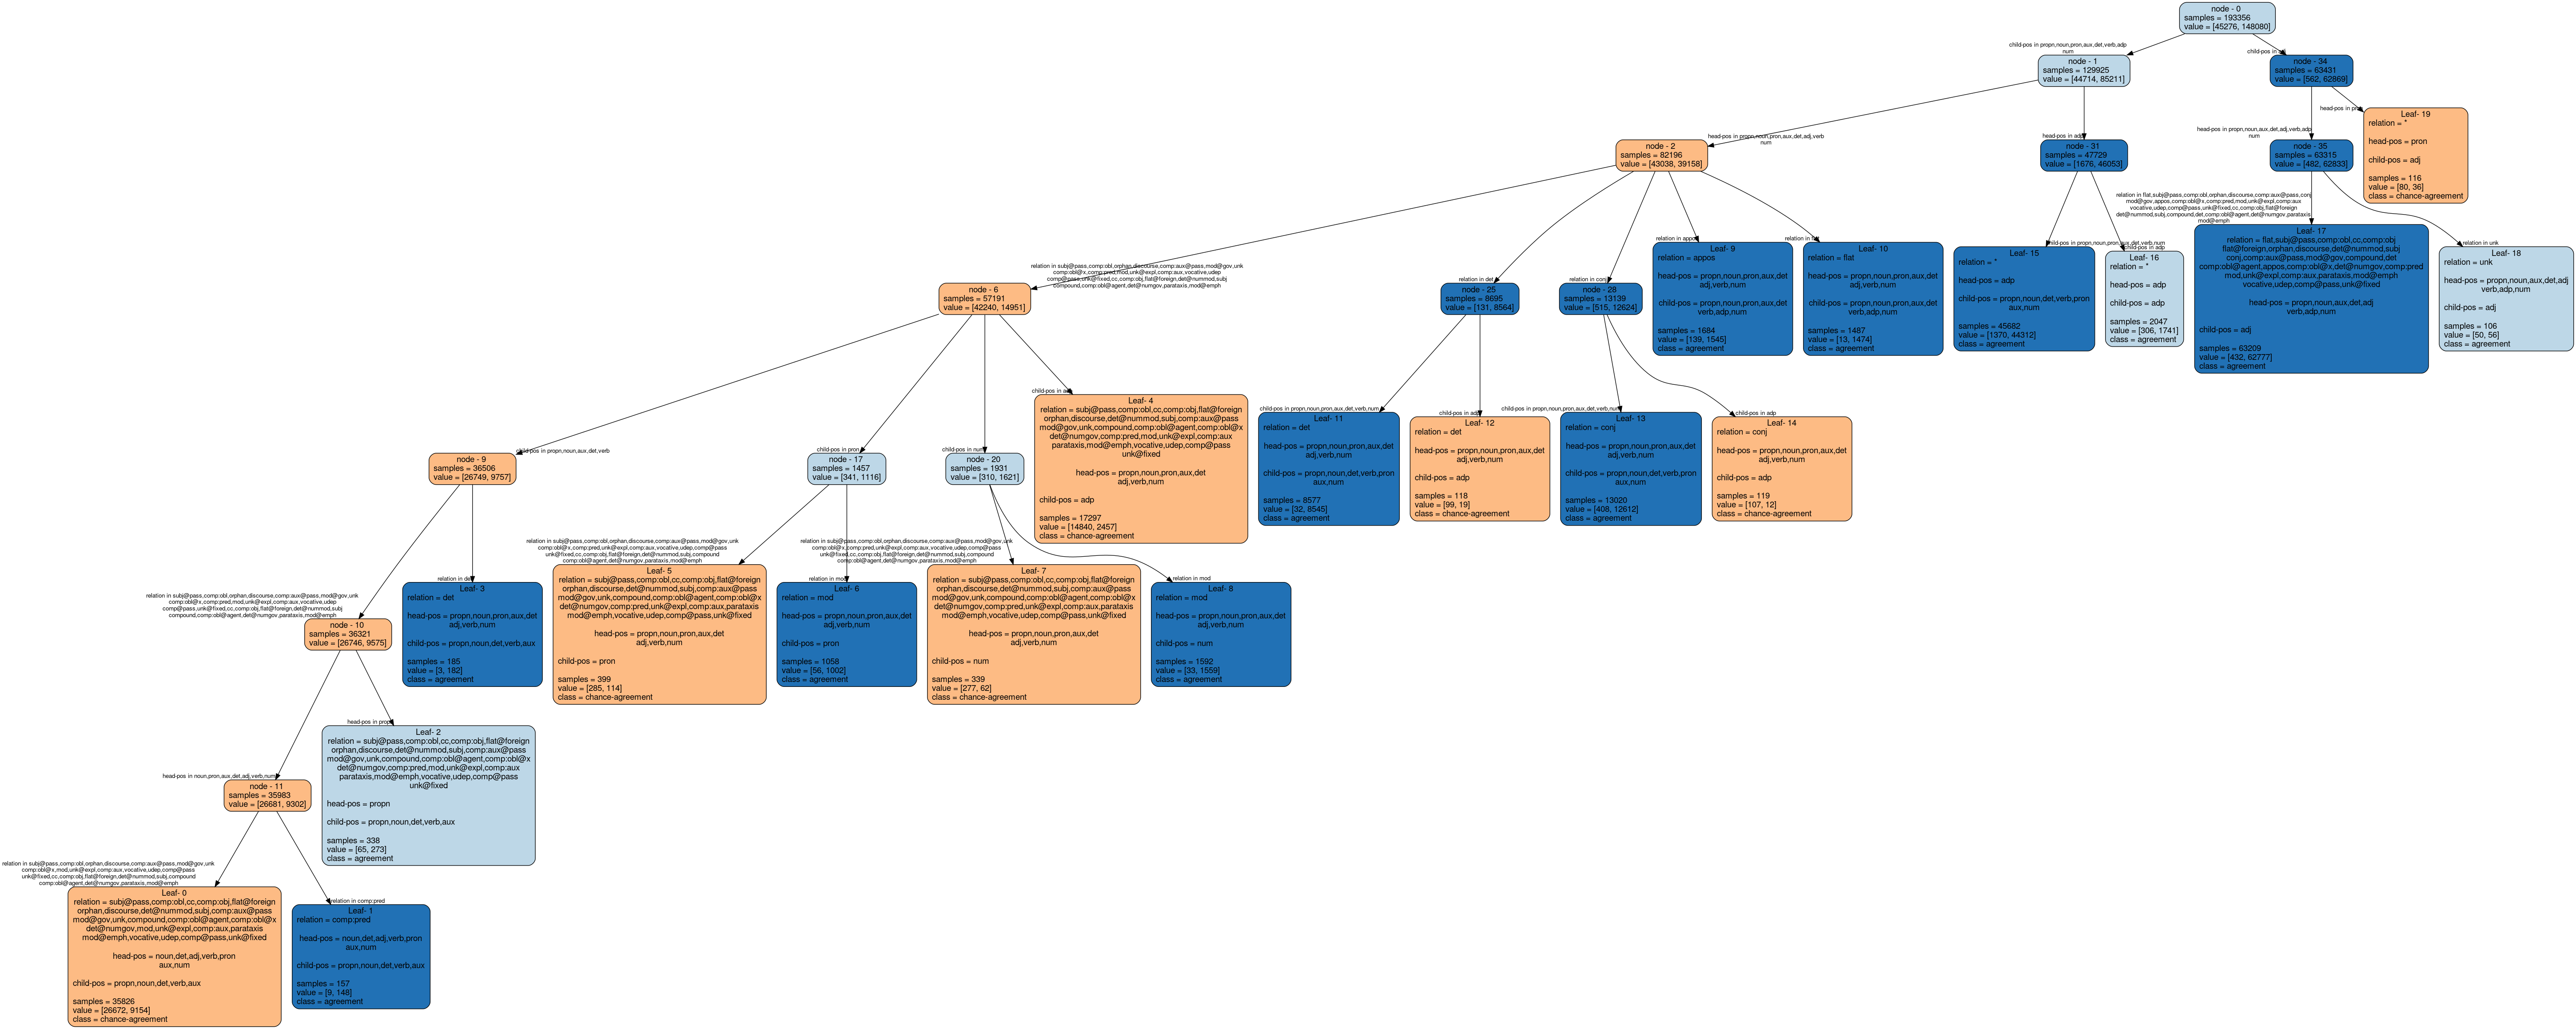 node - 0
samples = 193356
value = [45276, 148080]
child-pos in propn,noun,pron,aux,det,verb,adp
num
child-pos in
node - 1
samples = 129925
value = [44714, 85211]
node - 34
samples = 63431
value = [562, 62869]
head-pos in propn,noun,pron,aux,det,adj,verb
num
head-pos in adp
head-pos in propn,noun,aux,det,adj,verb,adp
num
head-pos in
Leaf- 19
relation = *
head-pos = pron
child-pos = adj
samples = 116
value = [80, 36]
class = chance-agreement
node - 2
samples = 82196
value = [43038, 39158]
node - 31
samples = 47729
value = [1676, 46053]
node - 35
samples = 63315
value = [482, 62833]
relation in subj@pass,comp:obl,orphan,discourse,comp:aux@pass,mod@gov,unk
comp:obl@x,comp:pred,mod,unk@expl,comp:aux,vocative,udep
comp@pass,unk@fixed,cc,comp:obj,flat@foreign,det@nummod,subj
compound,comp:obl@agent,det@numgov,parataxis,mod@emph
relation in det
relation in conj
relation in appos
relation in
child-pos in propn,noun,pron,aux,det,verb,num
child-pos in adp
relation in flat,subj@pass,comp:obl,orphan,discourse,comp:aux@pass,conj
mod@gov,appos,comp:obl@x,comp:pred,mod,unk@expl,comp:aux
vocative,udep,comp@pass,unk@fixed,cc,comp:obj,flat@foreign
det@nummod,subj,compound,det,comp:obl@agent,det@numgov,parataxis
mod@emph
relation in unk
node - 6
samples = 57191
value = [42240, 14951]
node - 25
samples = 8695
value = [131, 8564]
node - 28
samples = 13139
value = [515, 12624]
Leaf- 9
relation = appos
head-pos = propn,noun,pron,aux,det
adj,verb,num
child-pos = propn,noun,pron,aux,det
verb,adp,num
samples = 1684
value = [139, 1545]
class = agreement
Leaf- 10
relation = flat
head-pos = propn,noun,pron,aux,det
adj,verb,num
child-pos = propn,noun,pron,aux,det
verb,adp,num
samples = 1487
value = [13, 1474]
class = agreement
Leaf- 15
relation = *
head-pos = adp
child-pos = propn,noun,det,verb,pron
aux,num
samples = 45682
value = [1370, 44312]
class = agreement
Leaf- 16
relation = *
head-pos = adp
child-pos = adp
samples = 2047
value = [306, 1741]
class = agreement
Leaf- 17
relation = flat,subj@pass,comp:obl,cc,comp:obj
flat@foreign,orphan,discourse,det@nummod,subj
conj,comp:aux@pass,mod@gov,compound,det
comp:obl@agent,appos,comp:obl@x,det@numgov,comp:pred
mod,unk@expl,comp:aux,parataxis,mod@emph
vocative,udep,comp@pass,unk@fixed
head-pos = propn,noun,aux,det,adj
verb,adp,num
child-pos = adj
samples = 63209
value = [432, 62777]
class = agreement
Leaf- 18
relation = unk
head-pos = propn,noun,aux,det,adj
verb,adp,num
child-pos = adj
samples = 106
value = [50, 56]
class = agreement
child-pos in propn,noun,aux,det,verb
child-pos in pron
child-pos in num
child-pos in
node - 9
samples = 36506
value = [26749, 9757]
node - 17
samples = 1457
value = [341, 1116]
node - 20
samples = 1931
value = [310, 1621]
Leaf- 4
relation = subj@pass,comp:obl,cc,comp:obj,flat@foreign
orphan,discourse,det@nummod,subj,comp:aux@pass
mod@gov,unk,compound,comp:obl@agent,comp:obl@x
det@numgov,comp:pred,mod,unk@expl,comp:aux
parataxis,mod@emph,vocative,udep,comp@pass
unk@fixed
head-pos = propn,noun,pron,aux,det
adj,verb,num
child-pos = adp
samples = 17297
value = [14840, 2457]
class = chance-agreement
child-pos in propn,noun,pron,aux,det,verb,num
child-pos in adp
child-pos in propn,noun,pron,aux,det,verb,num
child-pos in adp
Leaf- 11
relation = det
head-pos = propn,noun,pron,aux,det
adj,verb,num
child-pos = propn,noun,det,verb,pron
aux,num
samples = 8577
value = [32, 8545]
class = agreement
Leaf- 12
relation = det
head-pos = propn,noun,pron,aux,det
adj,verb,num
child-pos = adp
samples = 118
value = [99, 19]
class = chance-agreement
Leaf- 13
relation = conj
head-pos = propn,noun,pron,aux,det
adj,verb,num
child-pos = propn,noun,det,verb,pron
aux,num
samples = 13020
value = [408, 12612]
class = agreement
Leaf- 14
relation = conj
head-pos = propn,noun,pron,aux,det
adj,verb,num
child-pos = adp
samples = 119
value = [107, 12]
class = chance-agreement
relation in subj@pass,comp:obl,orphan,discourse,comp:aux@pass,mod@gov,unk
comp:obl@x,comp:pred,mod,unk@expl,comp:aux,vocative,udep
comp@pass,unk@fixed,cc,comp:obj,flat@foreign,det@nummod,subj
compound,comp:obl@agent,det@numgov,parataxis,mod@emph
relation in det
relation in subj@pass,comp:obl,orphan,discourse,comp:aux@pass,mod@gov,unk
comp:obl@x,comp:pred,unk@expl,comp:aux,vocative,udep,comp@pass
unk@fixed,cc,comp:obj,flat@foreign,det@nummod,subj,compound
comp:obl@agent,det@numgov,parataxis,mod@emph
relation in mod
relation in subj@pass,comp:obl,orphan,discourse,comp:aux@pass,mod@gov,unk
comp:obl@x,comp:pred,unk@expl,comp:aux,vocative,udep,comp@pass
unk@fixed,cc,comp:obj,flat@foreign,det@nummod,subj,compound
comp:obl@agent,det@numgov,parataxis,mod@emph
relation in mod
node - 10
samples = 36321
value = [26746, 9575]
Leaf- 3
relation = det
head-pos = propn,noun,pron,aux,det
adj,verb,num
child-pos = propn,noun,det,verb,aux
samples = 185
value = [3, 182]
class = agreement
Leaf- 5
relation = subj@pass,comp:obl,cc,comp:obj,flat@foreign
orphan,discourse,det@nummod,subj,comp:aux@pass
mod@gov,unk,compound,comp:obl@agent,comp:obl@x
det@numgov,comp:pred,unk@expl,comp:aux,parataxis
mod@emph,vocative,udep,comp@pass,unk@fixed
head-pos = propn,noun,pron,aux,det
adj,verb,num
child-pos = pron
samples = 399
value = [285, 114]
class = chance-agreement
Leaf- 6
relation = mod
head-pos = propn,noun,pron,aux,det
adj,verb,num
child-pos = pron
samples = 1058
value = [56, 1002]
class = agreement
Leaf- 7
relation = subj@pass,comp:obl,cc,comp:obj,flat@foreign
orphan,discourse,det@nummod,subj,comp:aux@pass
mod@gov,unk,compound,comp:obl@agent,comp:obl@x
det@numgov,comp:pred,unk@expl,comp:aux,parataxis
mod@emph,vocative,udep,comp@pass,unk@fixed
head-pos = propn,noun,pron,aux,det
adj,verb,num
child-pos = num
samples = 339
value = [277, 62]
class = chance-agreement
Leaf- 8
relation = mod
head-pos = propn,noun,pron,aux,det
adj,verb,num
child-pos = num
samples = 1592
value = [33, 1559]
class = agreement
head-pos in noun,pron,aux,det,adj,verb,num
head-pos in propn
node - 11
samples = 35983
value = [26681, 9302]
Leaf- 2
relation = subj@pass,comp:obl,cc,comp:obj,flat@foreign
orphan,discourse,det@nummod,subj,comp:aux@pass
mod@gov,unk,compound,comp:obl@agent,comp:obl@x
det@numgov,comp:pred,mod,unk@expl,comp:aux
parataxis,mod@emph,vocative,udep,comp@pass
unk@fixed
head-pos = propn
child-pos = propn,noun,det,verb,aux
samples = 338
value = [65, 273]
class = agreement
relation in subj@pass,comp:obl,orphan,discourse,comp:aux@pass,mod@gov,unk
comp:obl@x,mod,unk@expl,comp:aux,vocative,udep,comp@pass
unk@fixed,cc,comp:obj,flat@foreign,det@nummod,subj,compound
comp:obl@agent,det@numgov,parataxis,mod@emph
relation in comp:pred
Leaf- 0
relation = subj@pass,comp:obl,cc,comp:obj,flat@foreign
orphan,discourse,det@nummod,subj,comp:aux@pass
mod@gov,unk,compound,comp:obl@agent,comp:obl@x
det@numgov,mod,unk@expl,comp:aux,parataxis
mod@emph,vocative,udep,comp@pass,unk@fixed
head-pos = noun,det,adj,verb,pron
aux,num
child-pos = propn,noun,det,verb,aux
samples = 35826
value = [26672, 9154]
class = chance-agreement
Leaf- 1
relation = comp:pred
head-pos = noun,det,adj,verb,pron
aux,num
child-pos = propn,noun,det,verb,aux
samples = 157
value = [9, 148]
class = agreement